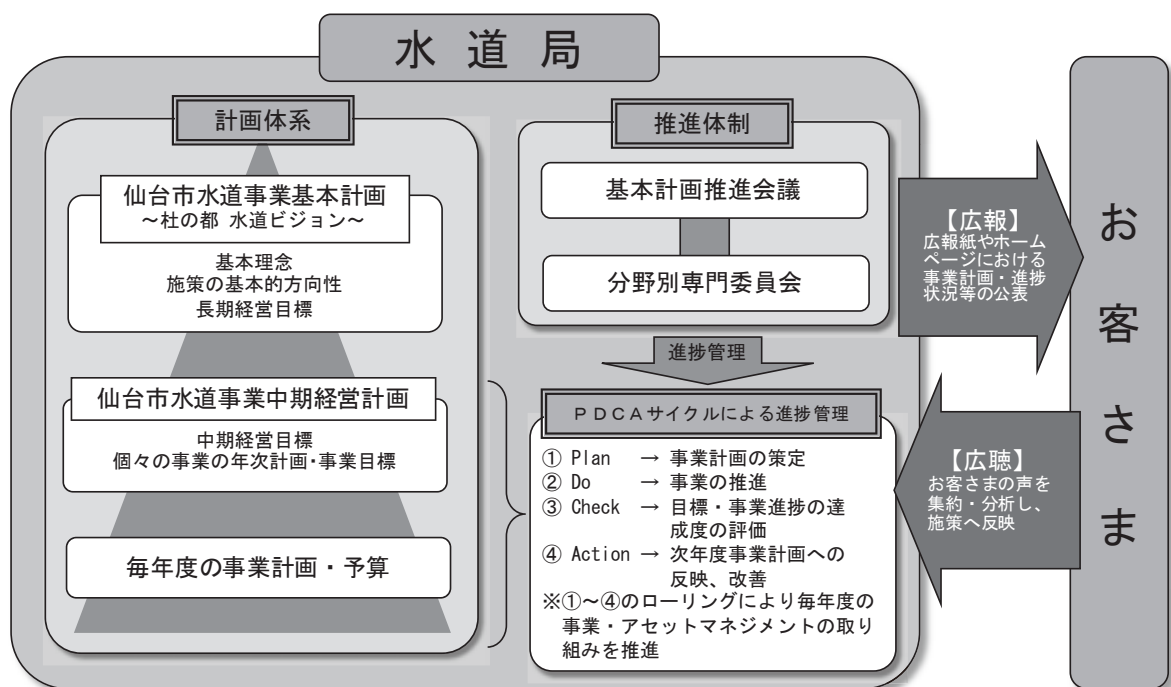 水道局
計画体系
仙台市水道事業基本計画
～杜の都 水道ビジョン～
基本理念
施策の基本的方向性
長期経営目標
仙台市水道事業中期経営計画
中期経営目標
個々の事業の年次計画・事業目標
毎年度の事業計画・予算
推進体制
基本計画推進会議
分野別専門委員会
進捗管理
ＰＤＣＡサイクルによる進捗管理
① Plan → 事業計画の策定
② Do → 事業の推進
③ Check → 目標・事業進捗の達
成度の評価
④ Action → 次年度事業計画への
反映、改善
※①～④のローリングにより毎年度の
事業・アセットマネジメントの取り
組みを推進
【広報】
広報紙やホーム
ページにおける
事業計画・進捗
状況等の公表
【広聴】
お客さまの声を
集約・分析し、
施策へ反映
お客さま